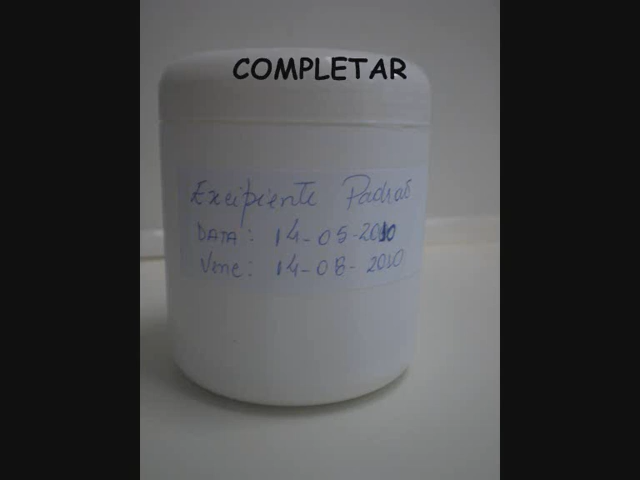 COMPLETAR
Excipiente Padrão
DATA: 14-05-2010
Venc: 14-08-2010